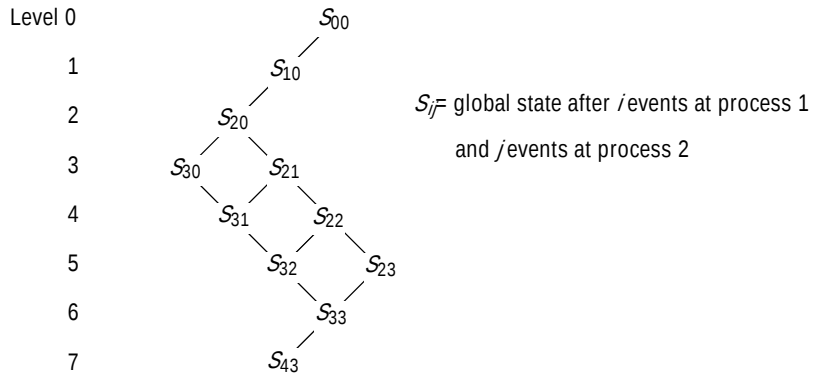 Level 0 S00
1 S10
2 S20
Sij= global state after i events at process 1
and j events at process 2
3 S30 S21
4 S31 S22
5 S32 S23
6 S33
7 S43